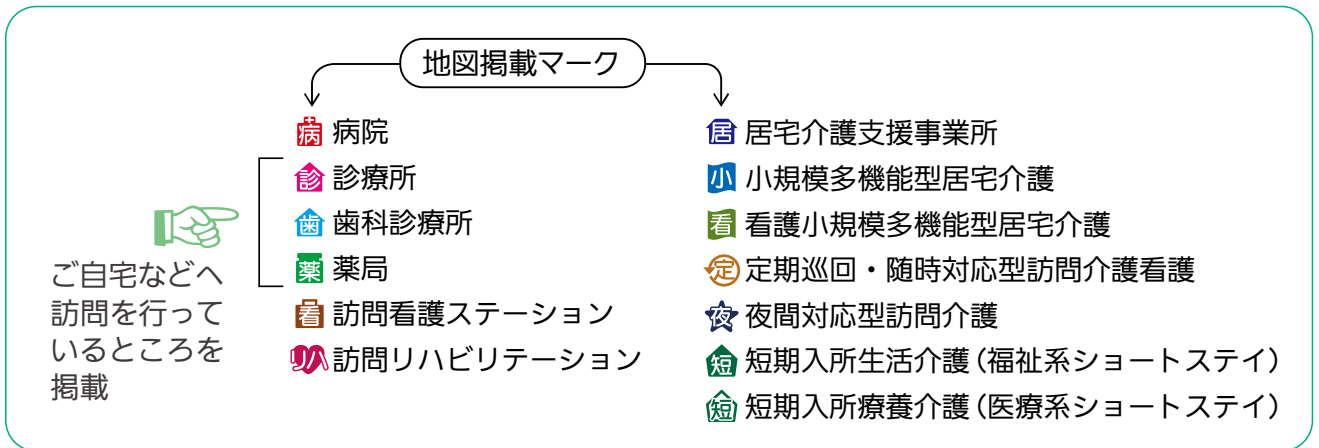 地図掲載マーク
病 病院
診 診療所
歯 歯科診療所
薬 薬局
看 訪問看護ステーション
リハ 訪問リハビリテーション
ご自宅などへ
訪問を行って
いるところを
掲載
居 居宅介護支援事業所
小 小規模多機能型居宅介護
看 看護小規模多機能型居宅介護
定 定期巡回・随時対応型訪問介護看護
夜 夜間対応型訪問介護
短 短期入所生活介護(福祉系ショートステイ)
短 短期入所療養介護(医療系ショートステイ)